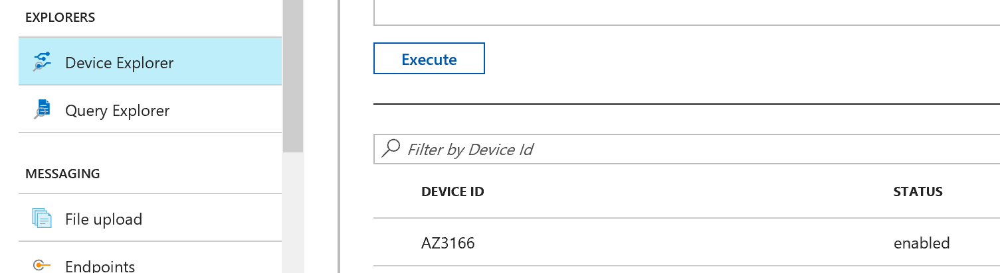 EXPLORERS
Device Explorer
Query Explorer
MESSAGING
File upload
Endpoints
Execute
Filter by Device Id
DEVICE ID STATUS
AZ3166 enabled